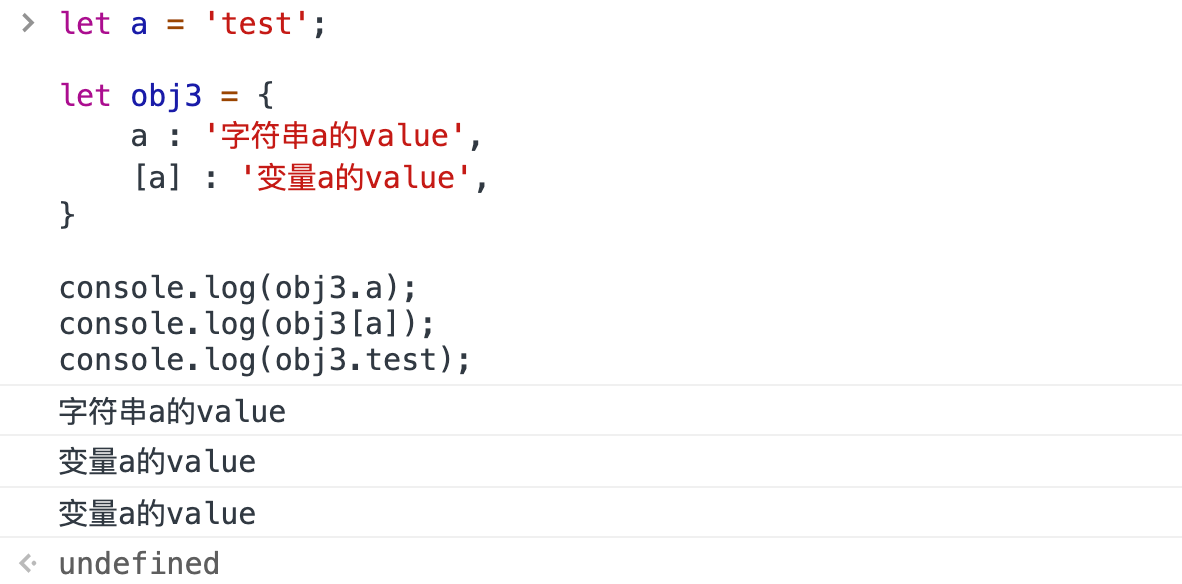 let a = 'test';
let obj3 = {
a : '字符串a的value',
[a] : '变量a的value',
}
console.log(obj3.a);
console.log(obj3[a]);
console.log(obj3.test);
字符串a的value
变量a的value
变量a的value
undefined